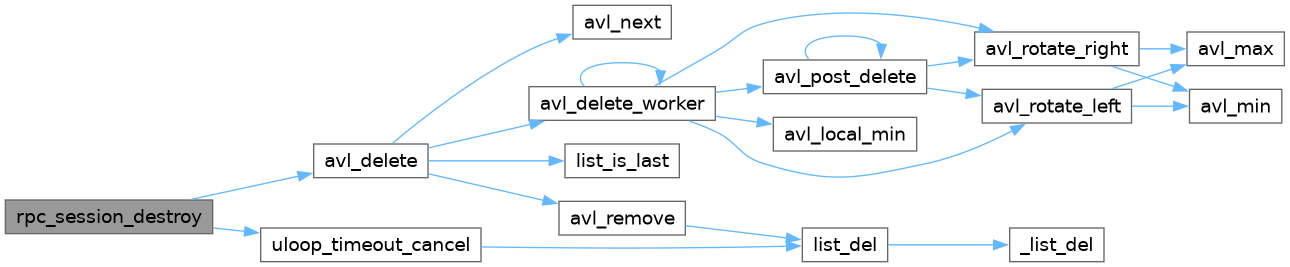 avl_next
avl_rotate_right
avl_max
avl_post_delete
avl_delete_worker
avl_rotate_left
avl_min
avl_local_min
avl_delete
list_is_last
rpc_session_destroy
avl_remove
uloop_timeout_cancel
list_del
_list_del